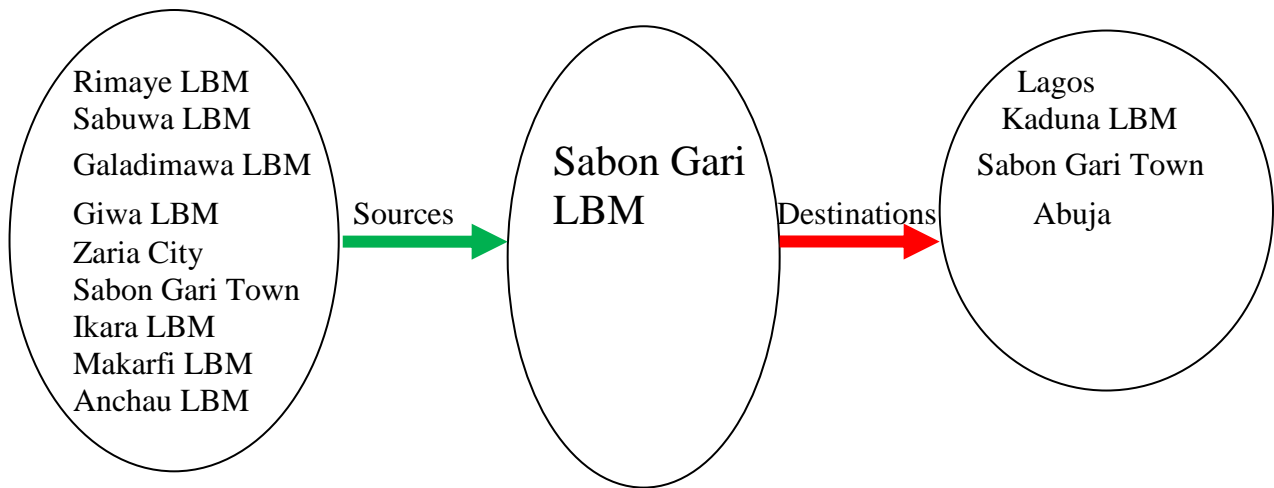 Rimaye LBM
Sabuwa LBM
Galadimawa LBM
Giwa LBM
Zaria City
Sabon Gari Town
Ikara LBM
Makarfi LBM
Anchau LBM
Sources
Sabon Gari
LBM
Destinations
Lagos
Kaduna LBM
Sabon Gari Town
Abuja